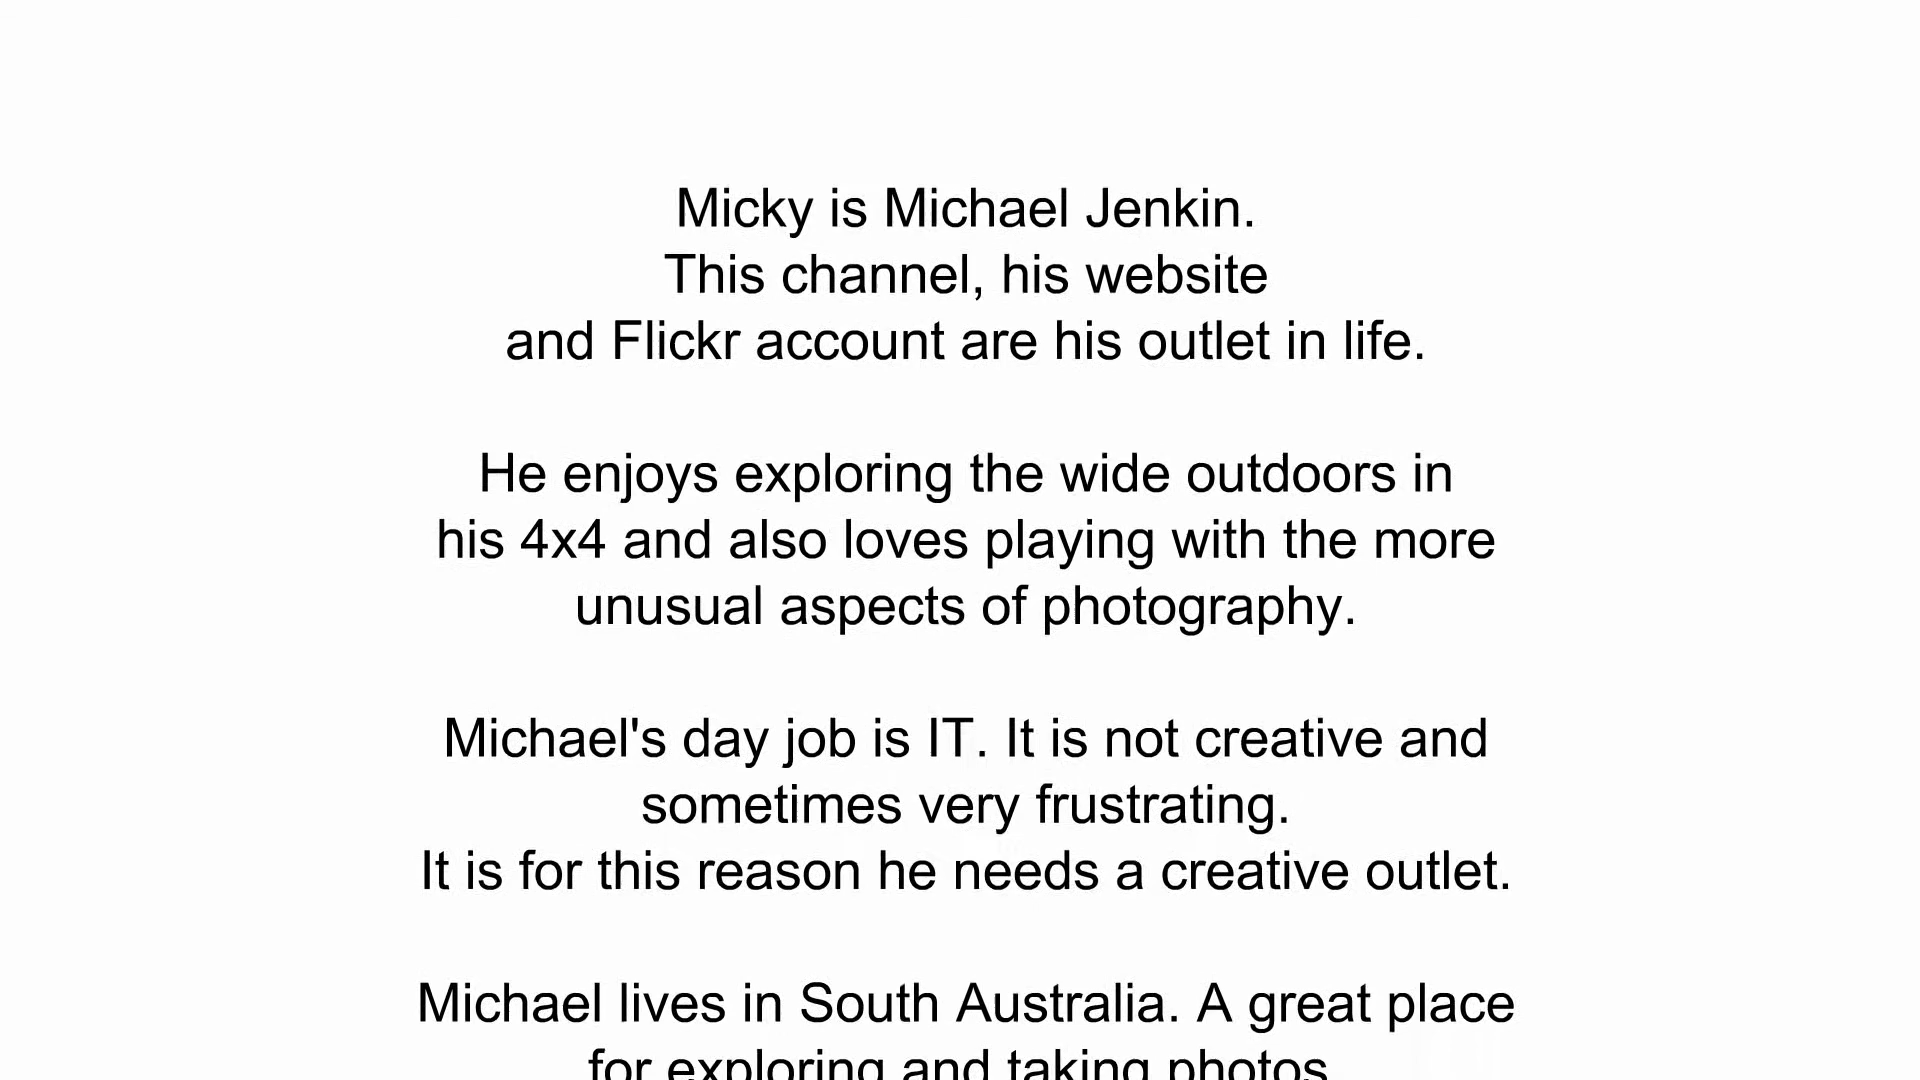 Micky is Michael Jenkin.
This channel, his website
and Flickr account are his outlet in life.
He enjoys exploring the wide outdoors in
his 4x4 and also loves playing with the more
unusual aspects of photography.
Michael's day job is IT. It is not creative and
sometimes very frustrating.
It is for this reason he needs a creative outlet.
Michael lives in South Australia. A great place
for exploring and taking photos.